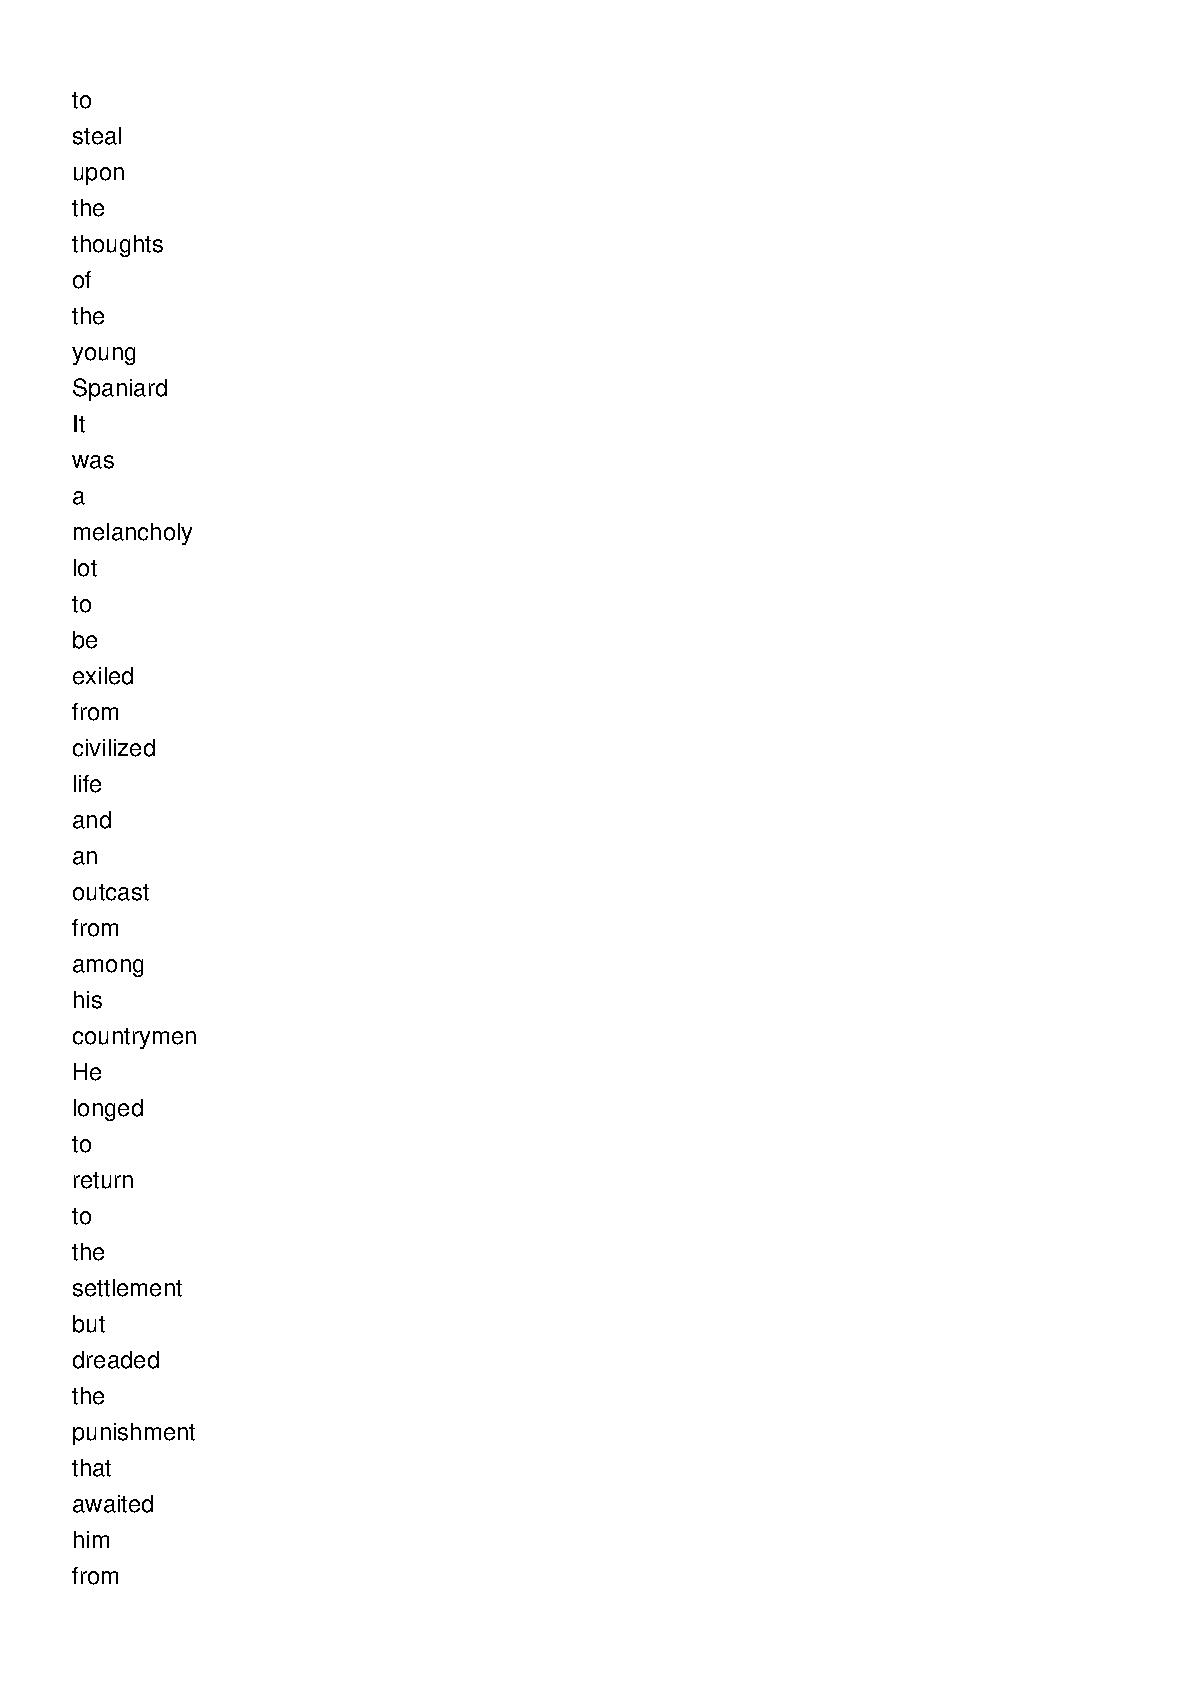 to
steal
upon
the
thoughts
of
the
young
Spaniard
It
was
a
melancholy
lot
to
be
exiled
from
civilized
life
and
an
outcast
from
among
his
countrymen
He
longed
to
return
to
the
settlement
but
dreaded
the
punishment
that
awaited
him
from